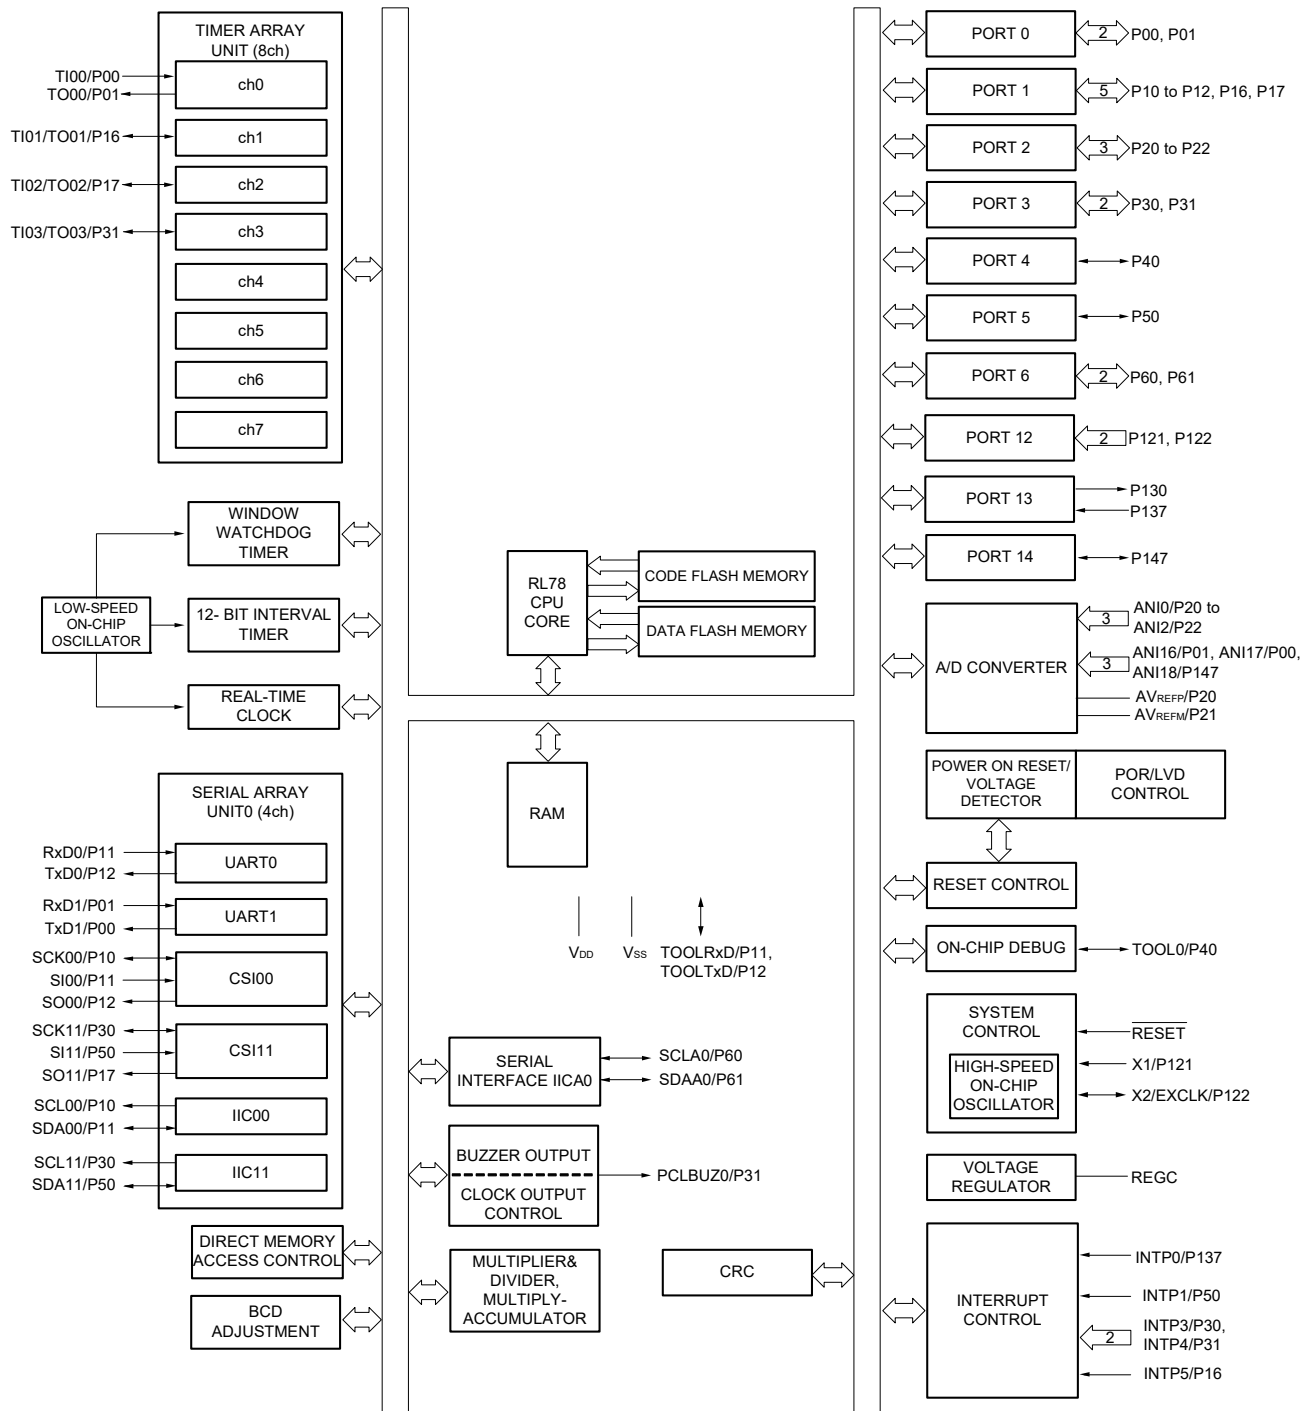 TIMER ARRAY
UNIT (8ch)
TI00/P00
TO00/P01
ch0
TI01/TO01/P16
ch1
TI02/TO02/P17
ch2
TI03/TO03/P31
ch3
ch4
ch5
ch6
ch7
WINDOW
WATCHDOG
TIMER
LOW-SPEED
ON-CHIP
OSCILLATOR
12- BIT INTERVAL
TIMER
REAL-TIME
CLOCK
SERIAL ARRAY
UNIT0 (4ch)
RxD0/P11
TxD0/P12
UART0
RxD1/P01
TxD1/P00
UART1
SCK00/P10
SI00/P11
SO00/P12
CSI00
SCK11/P30
SI11/P50
SO11/P17
CSI11
SCL00/P10
SDA00/P11
IIC00
SCL11/P30
SDA11/P50
IIC11
DIRECT MEMORY
ACCESS CONTROL
BCD
ADJUSTMENT
RL78
CPU
CORE
CODE FLASH MEMORY
DATA FLASH MEMORY
RAM
VDD
VSS
TOOLRxD/P11,
TOOLTxD/P12
SERIAL
INTERFACE IICA0
SCLA0/P60
SDAA0/P61
BUZZER OUTPUT
CLOCK OUTPUT
CONTROL
PCLBUZ0/P31
MULTIPLIER&
DIVIDER,
MULTIPLY-
ACCUMULATOR
CRC
PORT 0
2
P00, P01
PORT 1
5
P10 to P12, P16, P17
PORT 2
3
P20 to P22
PORT 3
2
P30, P31
PORT 4
P40
PORT 5
P50
PORT 6
2
P60, P61
PORT 12
2
P121, P122
PORT 13
P130
P137
PORT 14
P147
A/D CONVERTER
3
ANI0/P20 to
ANI2/P22
3
ANI16/P01, ANI17/P00,
ANI18/P147
AVREFP/P20
AVREFM/P21
POWER ON RESET/
VOLTAGE
DETECTOR
POR/LVD
CONTROL
RESET CONTROL
ON-CHIP DEBUG
TOOL0/P40
SYSTEM
CONTROL
HIGH-SPEED
ON-CHIP
OSCILLATOR
RESET
X1/P121
X2/EXCLK/P122
VOLTAGE
REGULATOR
REGC
INTERRUPT
CONTROL
INTP0/P137
INTP1/P50
2
INTP3/P30,
INTP4/P31
INTP5/P16